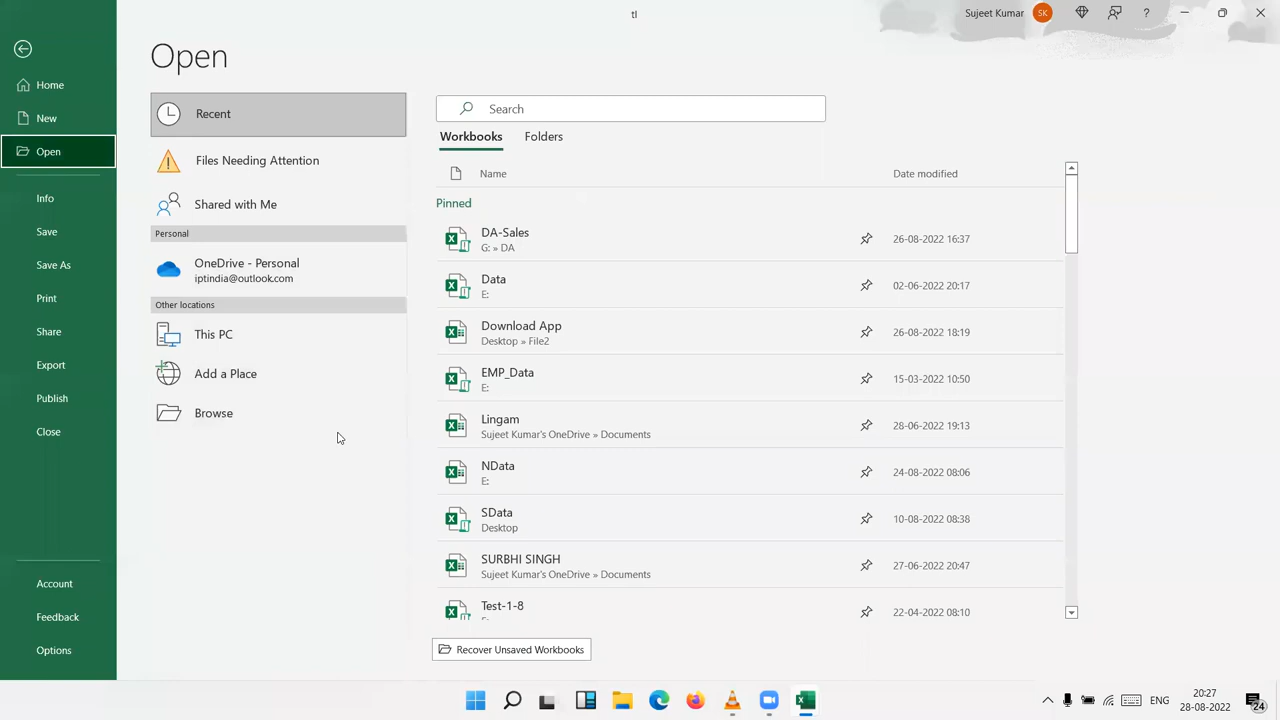 tl
Sujeet Kumar
SK
?
Home
New
Open
Info
Save
Save As
Print
Share
Export
Publish
Close
Account
Feedback
Options
Open
Recent
Files Needing Attention
Shared with Me
Personal
OneDrive - Personal
iptindia@outlook.com
Other locations
This PC
Add a Place
Browse
Search
Workbooks Folders
Name Date modified
Pinned
DA-Sales
G: » DA
26-08-2022 16:37
Data
E:
02-06-2022 20:17
Download App
Desktop » File2
26-08-2022 18:19
EMP_Data
E:
15-03-2022 10:50
Lingam
Sujeet Kumar's OneDrive » Documents
28-06-2022 19:13
NData
E:
24-08-2022 08:06
SData
Desktop
10-08-2022 08:38
SURBHI SINGH
Sujeet Kumar's OneDrive » Documents
27-06-2022 20:47
Test-1-8
22-04-2022 08:10
Recover Unsaved Workbooks
ENG
20:27
28-08-2022
24